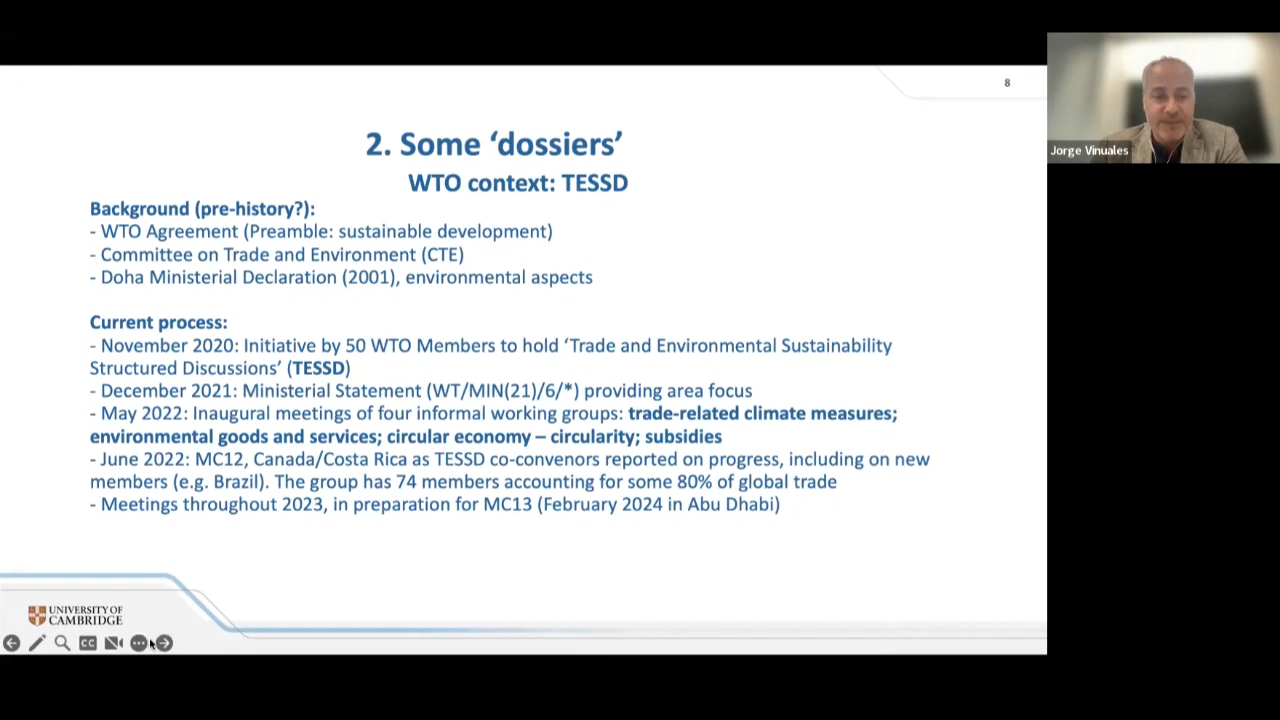 8
Jorge Vinuales
2. Some ‘dossiers’
WTO context: TESSD
Background (pre-history?):
- WTO Agreement (Preamble: sustainable development)
- Committee on Trade and Environment (CTE)
- Doha Ministerial Declaration (2001), environmental aspects
Current process:
- November 2020: Initiative by 50 WTO Members to hold ‘Trade and Environmental Sustainability
Structured Discussions’ (TESSD)
- December 2021: Ministerial Statement (WT/MIN(21)/6/*) providing area focus
- May 2022: Inaugural meetings of four informal working groups: trade-related climate measures;
environmental goods and services; circular economy – circularity; subsidies
- June 2022: MC12, Canada/Costa Rica as TESSD co-convenors reported on progress, including on new
members (e.g. Brazil). The group has 74 members accounting for some 80% of global trade
- Meetings throughout 2023, in preparation for MC13 (February 2024 in Abu Dhabi)
UNIVERSITY OF
CAMBRIDGE
CC